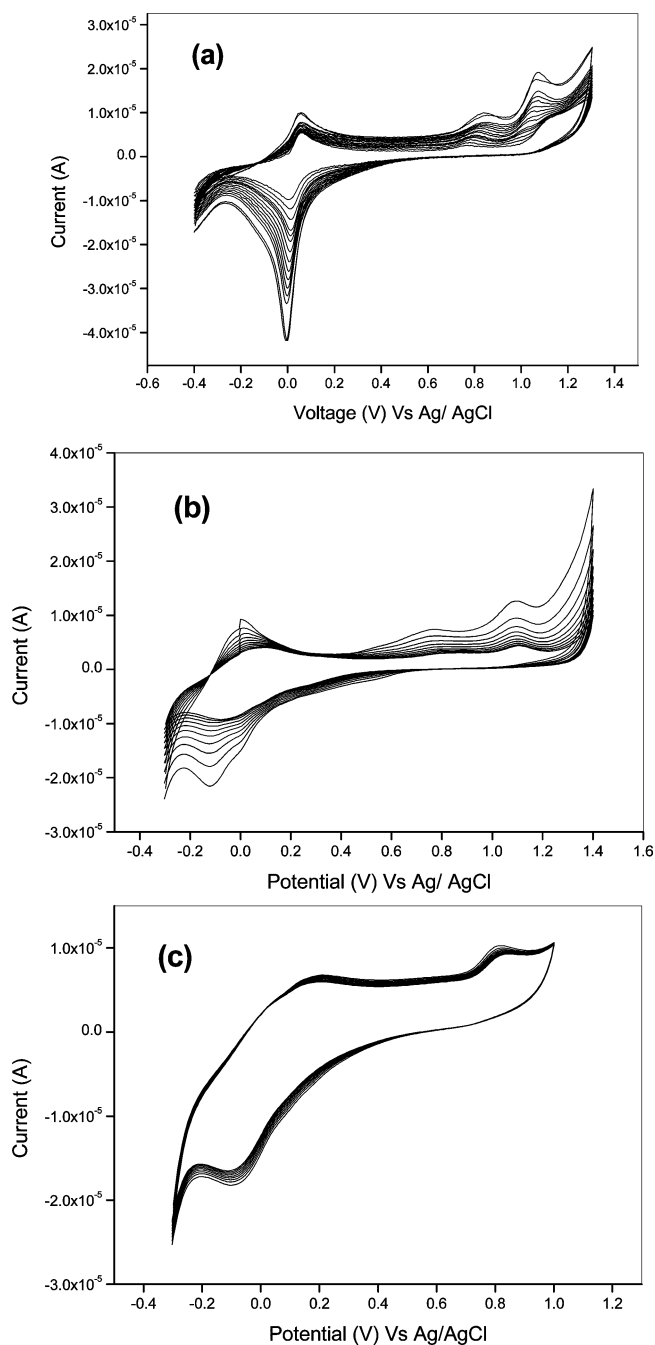 (a)
3.0x10⁻⁵
2.0x10⁻⁵
1.0x10⁻⁵
0.0
-1.0x10⁻⁵
-2.0x10⁻⁵
-3.0x10⁻⁵
-4.0x10⁻⁵
Current (A)
-0.6 -0.4 -0.2 0.0 0.2 0.4 0.6 0.8 1.0 1.2 1.4
Voltage (V) Vs Ag/ AgCl
(b)
4.0x10⁻⁵
3.0x10⁻⁵
2.0x10⁻⁵
1.0x10⁻⁵
0.0
-1.0x10⁻⁵
-2.0x10⁻⁵
-3.0x10⁻⁵
Current (A)
-0.4 -0.2 0.0 0.2 0.4 0.6 0.8 1.0 1.2 1.4 1.6
Potential (V) Vs Ag/ AgCl
(c)
1.0x10⁻⁵
0.0
-1.0x10⁻⁵
-2.0x10⁻⁵
-3.0x10⁻⁵
Current (A)
-0.4 -0.2 0.0 0.2 0.4 0.6 0.8 1.0 1.2
Potential (V) Vs Ag/AgCl